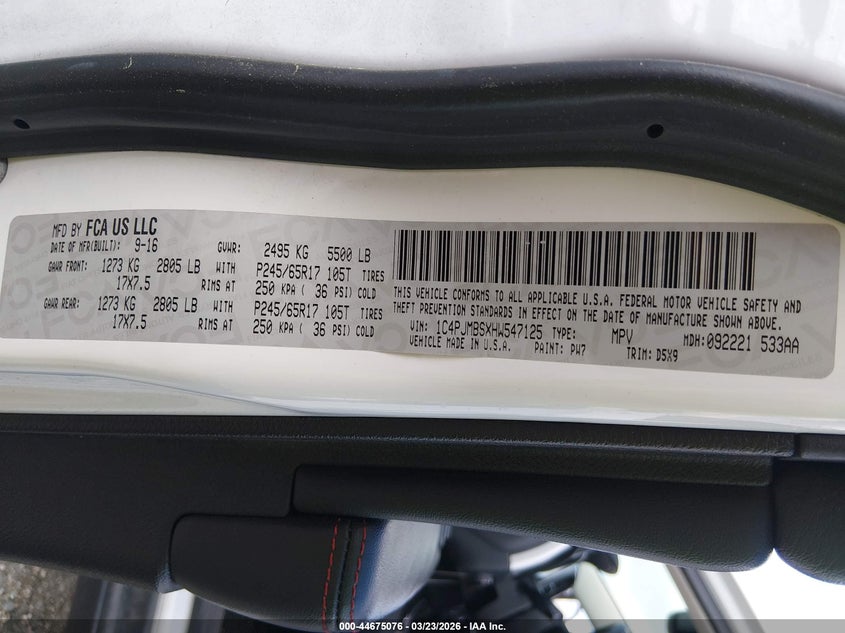 MFD BY FCA US LLC
DATE OF MFR(BUILT): 9-16 GVWR: 2495 KG 5500 LB
GAWR FRONT: 1273 KG 2805 LB WITH P245/65R17 105T TIRES
17X7.5 RIMS AT 250 KPA ( 36 PSI) COLD
GAWR REAR: 1273 KG 2805 LB WITH P245/65R17 105T TIRES
17X7.5 RIMS AT 250 KPA ( 36 PSI) COLD
THIS VEHICLE CONFORMS TO ALL APPLICABLE U.S.A. FEDERAL MOTOR VEHICLE SAFETY AND
THEFT PREVENTION STANDARDS IN EFFECT ON THE DATE OF MANUFACTURE SHOWN ABOVE.
VIN: 1C4PJMBSXHW547125 TYPE: MPV MDH:092221 533AA
VEHICLE MADE IN U.S.A. PAINT: PW7 TRIM: D5X9
000-44675076 | 03/23/2026 - IAA Inc.